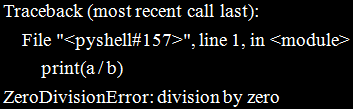 Traceback (most recent call last):
File "<pyshell#157>", line 1, in <module>
print(a / b)
ZeroDivisionError: division by zero